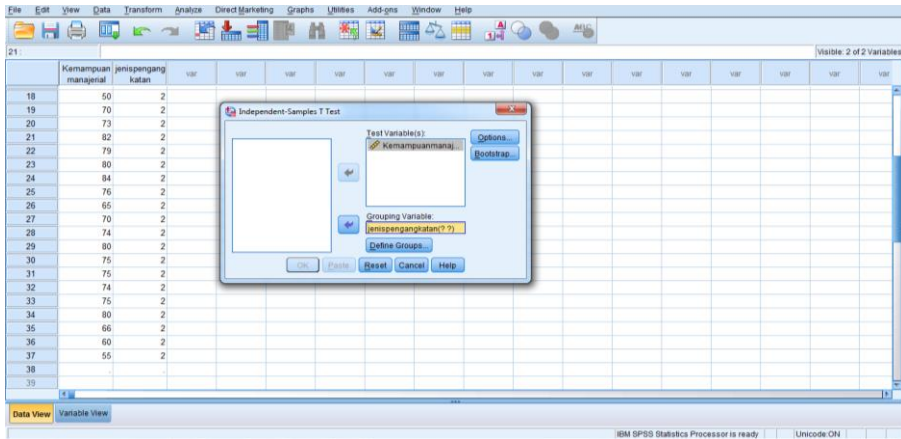 File Edit View Data Transform Analyze Direct Marketing Graphs Utilities Add-ons Window Help
21 :
Visible: 2 of 2 Variables
Kemampuan manajerial jenispengang katan var var var var var var var var var var var var var var
18 50 2
19 70 2
20 73 2
21 82 2
22 79 2
23 80 2
24 84 2
25 76 2
26 65 2
27 70 2
28 74 2
29 80 2
30 75 2
31 75 2
32 74 2
33 75 2
34 80 2
35 66 2
36 60 2
37 55 2
38 . .
39
Independent-Samples T Test
Test Variable(s):
Kemampuanmanaj...
Options...
Bootstrap...
Grouping Variable:
jenispengangkatan(? ?)
Define Groups...
OK Paste Reset Cancel Help
Data View Variable View
IBM SPSS Statistics Processor is ready Unicode:ON